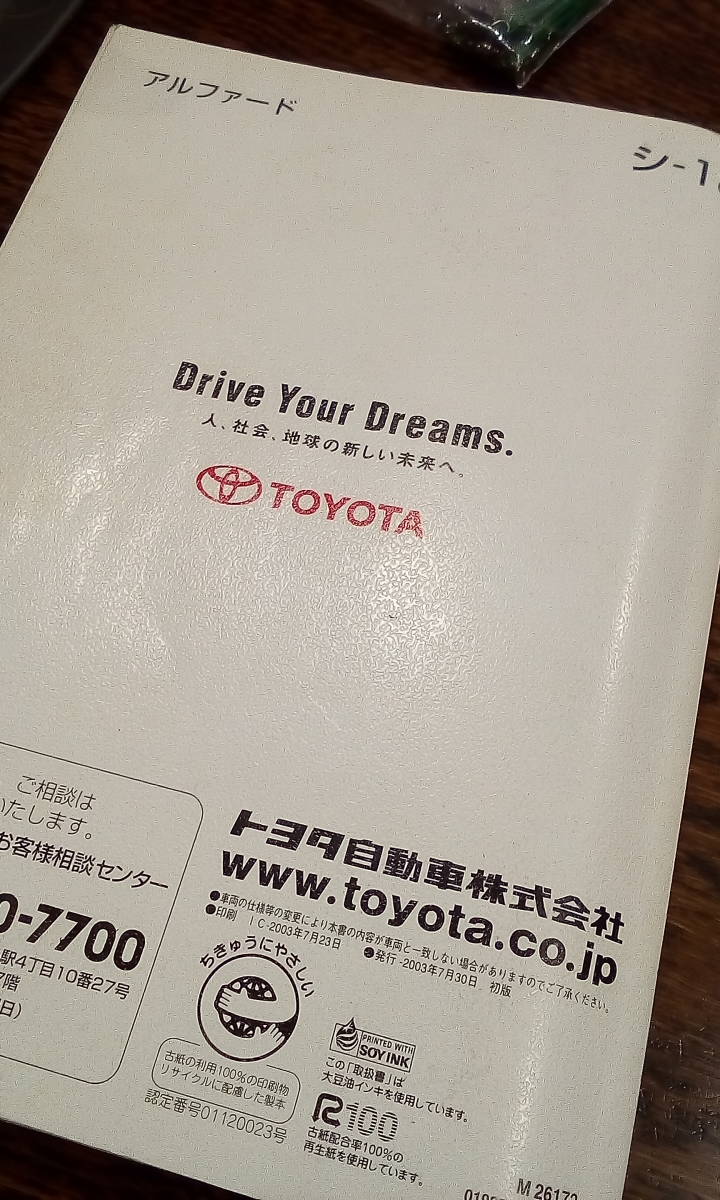 アルファード
シ-1
Drive Your Dreams.
人、社会、地球の新しい未来へ。
TOYOTA
ご相談は
いたします。
お客様相談センター
0-7700
駅4丁目10番27号
7階
日)
トヨタ自動車株式会社
www.toyota.co.jp
●車両の仕様等の変更により本書の内容が車両と一致しない場合がありますのでご了承ください。
●印刷 IC-2003年7月23日 ●発行-2003年7月30日 初版
ちきゅうにやさしい
古紙の利用100%の印刷物
リサイクルに配慮した製本
認定番号01120023号
PRINTED WITH
SOY INK
この「取扱書」は
大豆油インキを使用しています。
R100
古紙配合率100%の
再生紙を使用しています。
M 2617